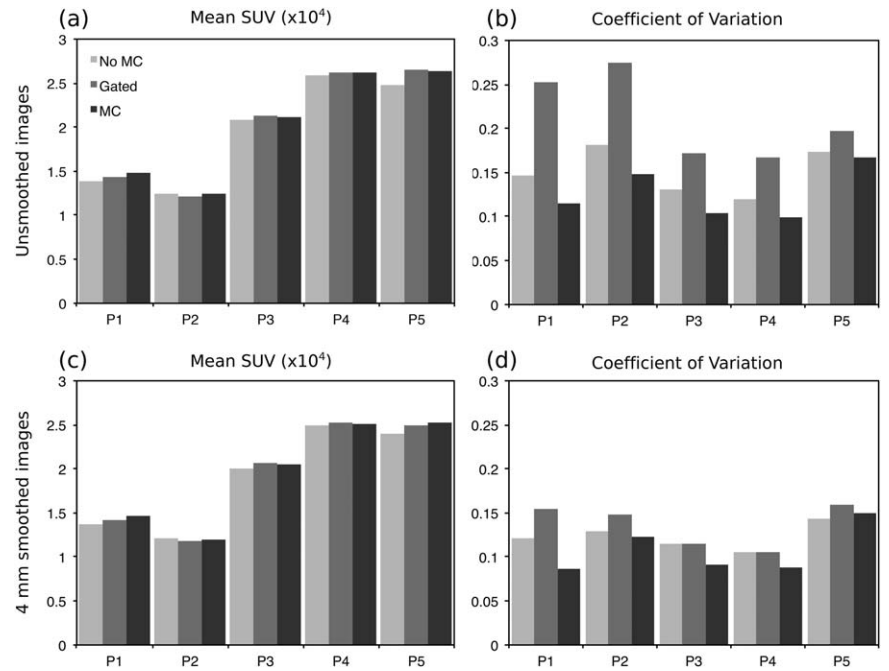 (a) Mean SUV (x10⁴)
3
2.5
2
1.5
1
0.5
0
No MC
Gated
MC
P1 P2 P3 P4 P5
Unsmoothed images
(b) Coefficient of Variation
0.3
0.25
0.2
0.15
0.1
0.05
0
P1 P2 P3 P4 P5
(c) Mean SUV (x10⁴)
3
2.5
2
1.5
1
0.5
0
P1 P2 P3 P4 P5
4 mm smoothed images
(d) Coefficient of Variation
0.3
0.25
0.2
0.15
0.1
0.05
0
P1 P2 P3 P4 P5